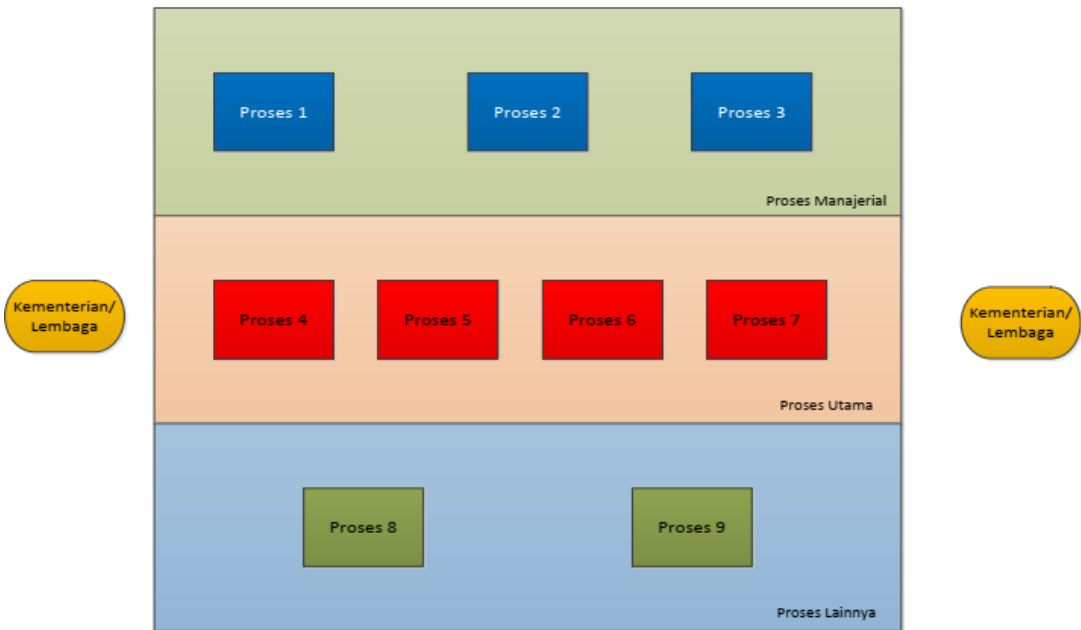 Proses 1
Proses 2
Proses 3
Proses Manajerial
Kementerian/
Lembaga
Proses 4
Proses 5
Proses 6
Proses 7
Kementerian/
Lembaga
Proses Utama
Proses 8
Proses 9
Proses Lainnya